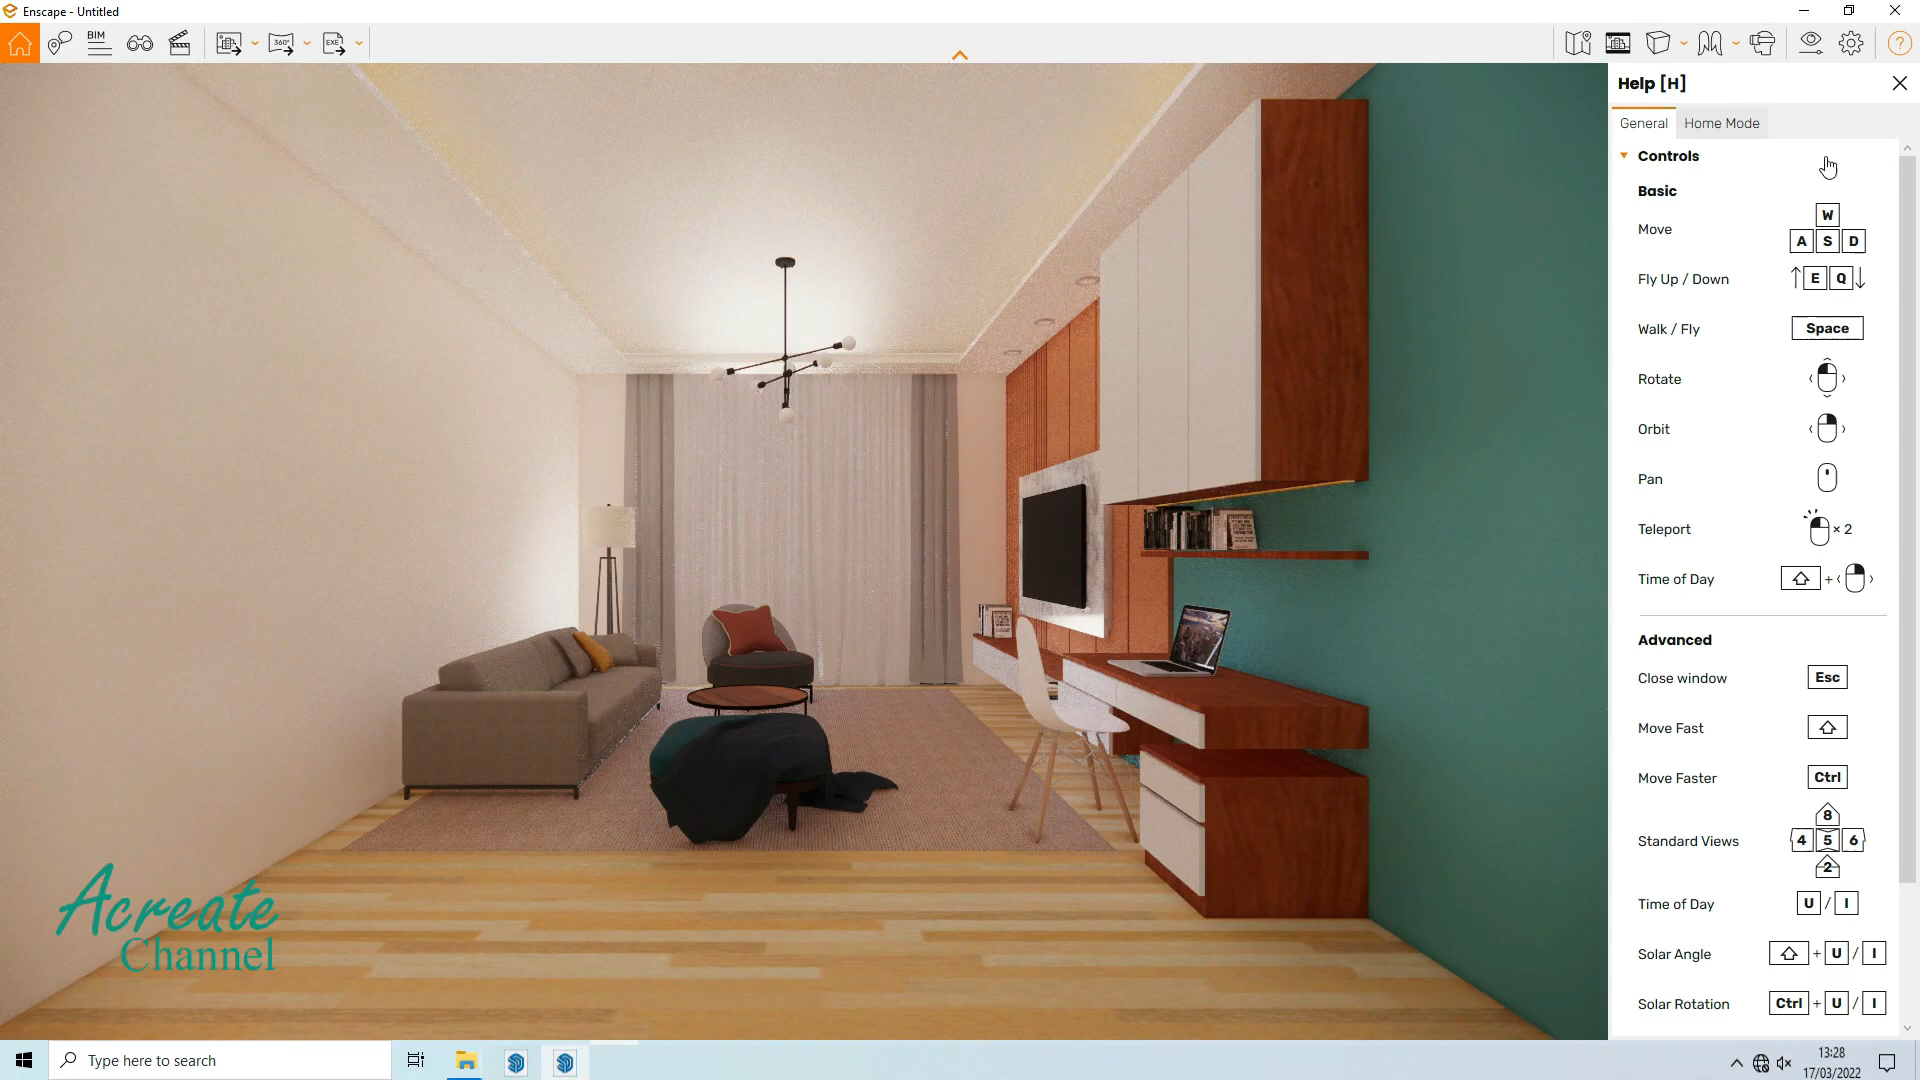 Enscape - Untitled
BIM
360°
EXE
?
Help [H]
General
Home Mode
Controls
Basic
Move
W
A S D
Fly Up / Down
E Q
Walk / Fly
Space
Rotate
Orbit
Pan
Teleport
× 2
Time of Day
+
Advanced
Close window
Esc
Move Fast
Move Faster
Ctrl
Standard Views
8
4 5 6
2
Time of Day
U / I
Solar Angle
+ U / I
Solar Rotation
Ctrl + U / I
Acreate
Channel
Type here to search
13:28
17/03/2022